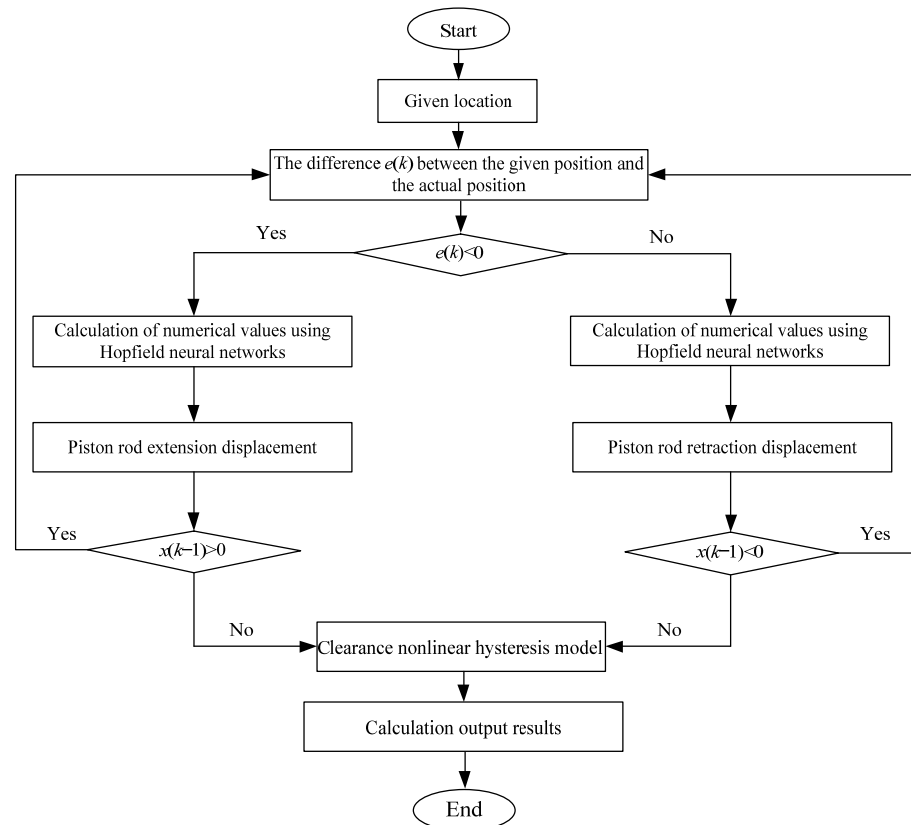 Start
Given location
The difference e(k) between the given position and
the actual position
Yes
No
e(k)<0
Calculation of numerical values using
Hopfield neural networks
Calculation of numerical values using
Hopfield neural networks
Piston rod extension displacement
Piston rod retraction displacement
Yes
x(k−1)>0
x(k−1)<0
Yes
No
No
Clearance nonlinear hysteresis model
Calculation output results
End